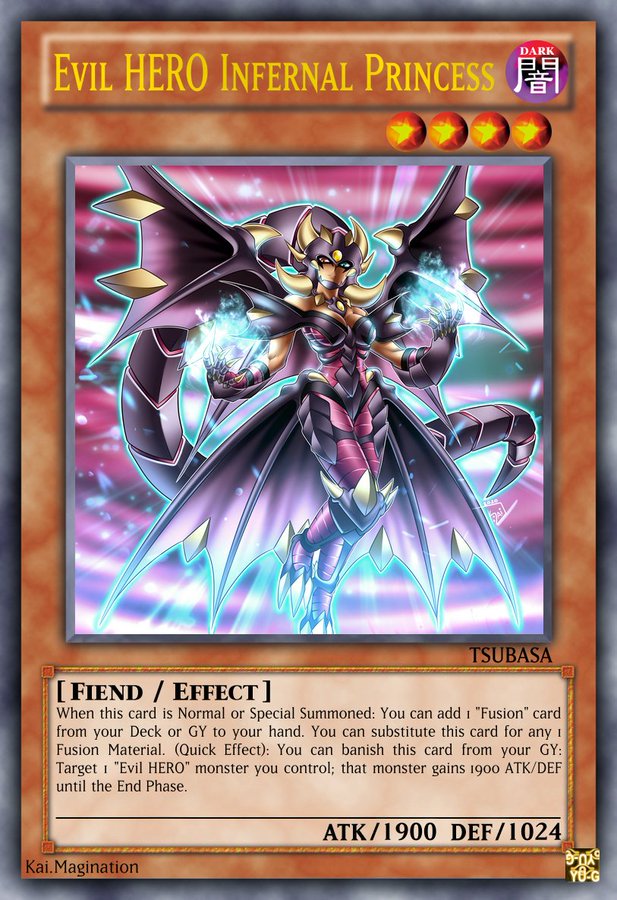 EVIL HERO INFERNAL PRINCESS
DARK
闇
TSUBASA
[ FIEND / EFFECT ]
When this card is Normal or Special Summoned: You can add 1 "Fusion" card
from your Deck or GY to your hand. You can substitute this card for any 1
Fusion Material. (Quick Effect): You can banish this card from your GY:
Target 1 "Evil HERO" monster you control; that monster gains 1900 ATK/DEF
until the End Phase.
ATK/1900 DEF/1024
Kai.Magination